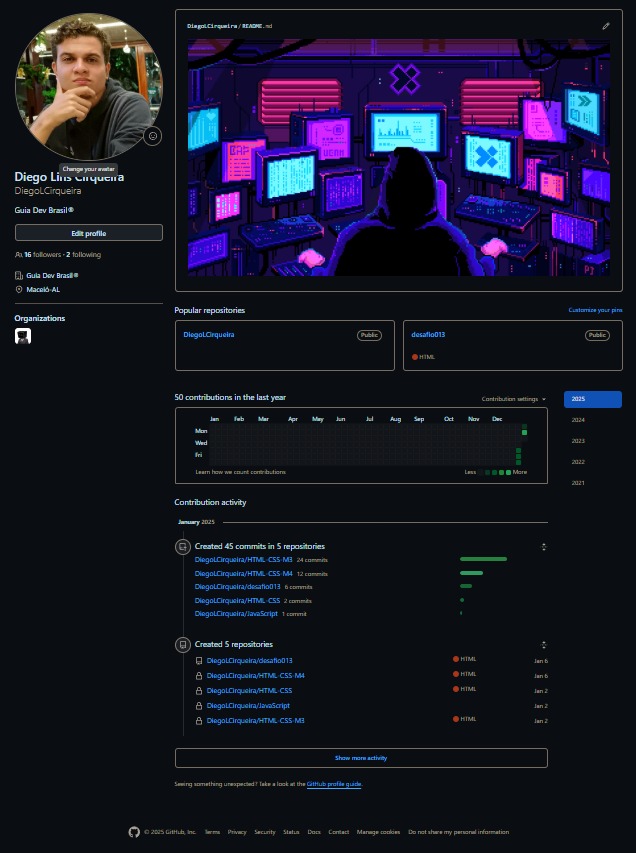 Change your avatar
Diego Lins Cirqueira
DiegoLCirqueira
Guia Dev Brasil®
Edit profile
16 followers · 2 following
Guia Dev Brasil®
Maceió-AL
Organizations
DiegoLCirqueira / README.md
Popular repositories
Customize your pins
DiegoLCirqueira Public
desafio013 Public
HTML
50 contributions in the last year
Contribution settings
2025
2024
2023
2022
2021
Jan Feb Mar Apr May Jun Jul Aug Sep Oct Nov Dec
Mon
Wed
Fri
Learn how we count contributions
Less More
Contribution activity
January 2025
Created 45 commits in 5 repositories
DiegoLCirqueira/HTML-CSS-M3 24 commits
DiegoLCirqueira/HTML-CSS-M4 12 commits
DiegoLCirqueira/desafio013 6 commits
DiegoLCirqueira/HTML-CSS 2 commits
DiegoLCirqueira/JavaScript 1 commit
Created 5 repositories
DiegoLCirqueira/desafio013 HTML Jan 6
DiegoLCirqueira/HTML-CSS-M4 HTML Jan 6
DiegoLCirqueira/HTML-CSS HTML Jan 2
DiegoLCirqueira/JavaScript Jan 2
DiegoLCirqueira/HTML-CSS-M3 HTML Jan 2
Show more activity
Seeing something unexpected? Take a look at the GitHub profile guide.
© 2025 GitHub, Inc. Terms Privacy Security Status Docs Contact Manage cookies Do not share my personal information